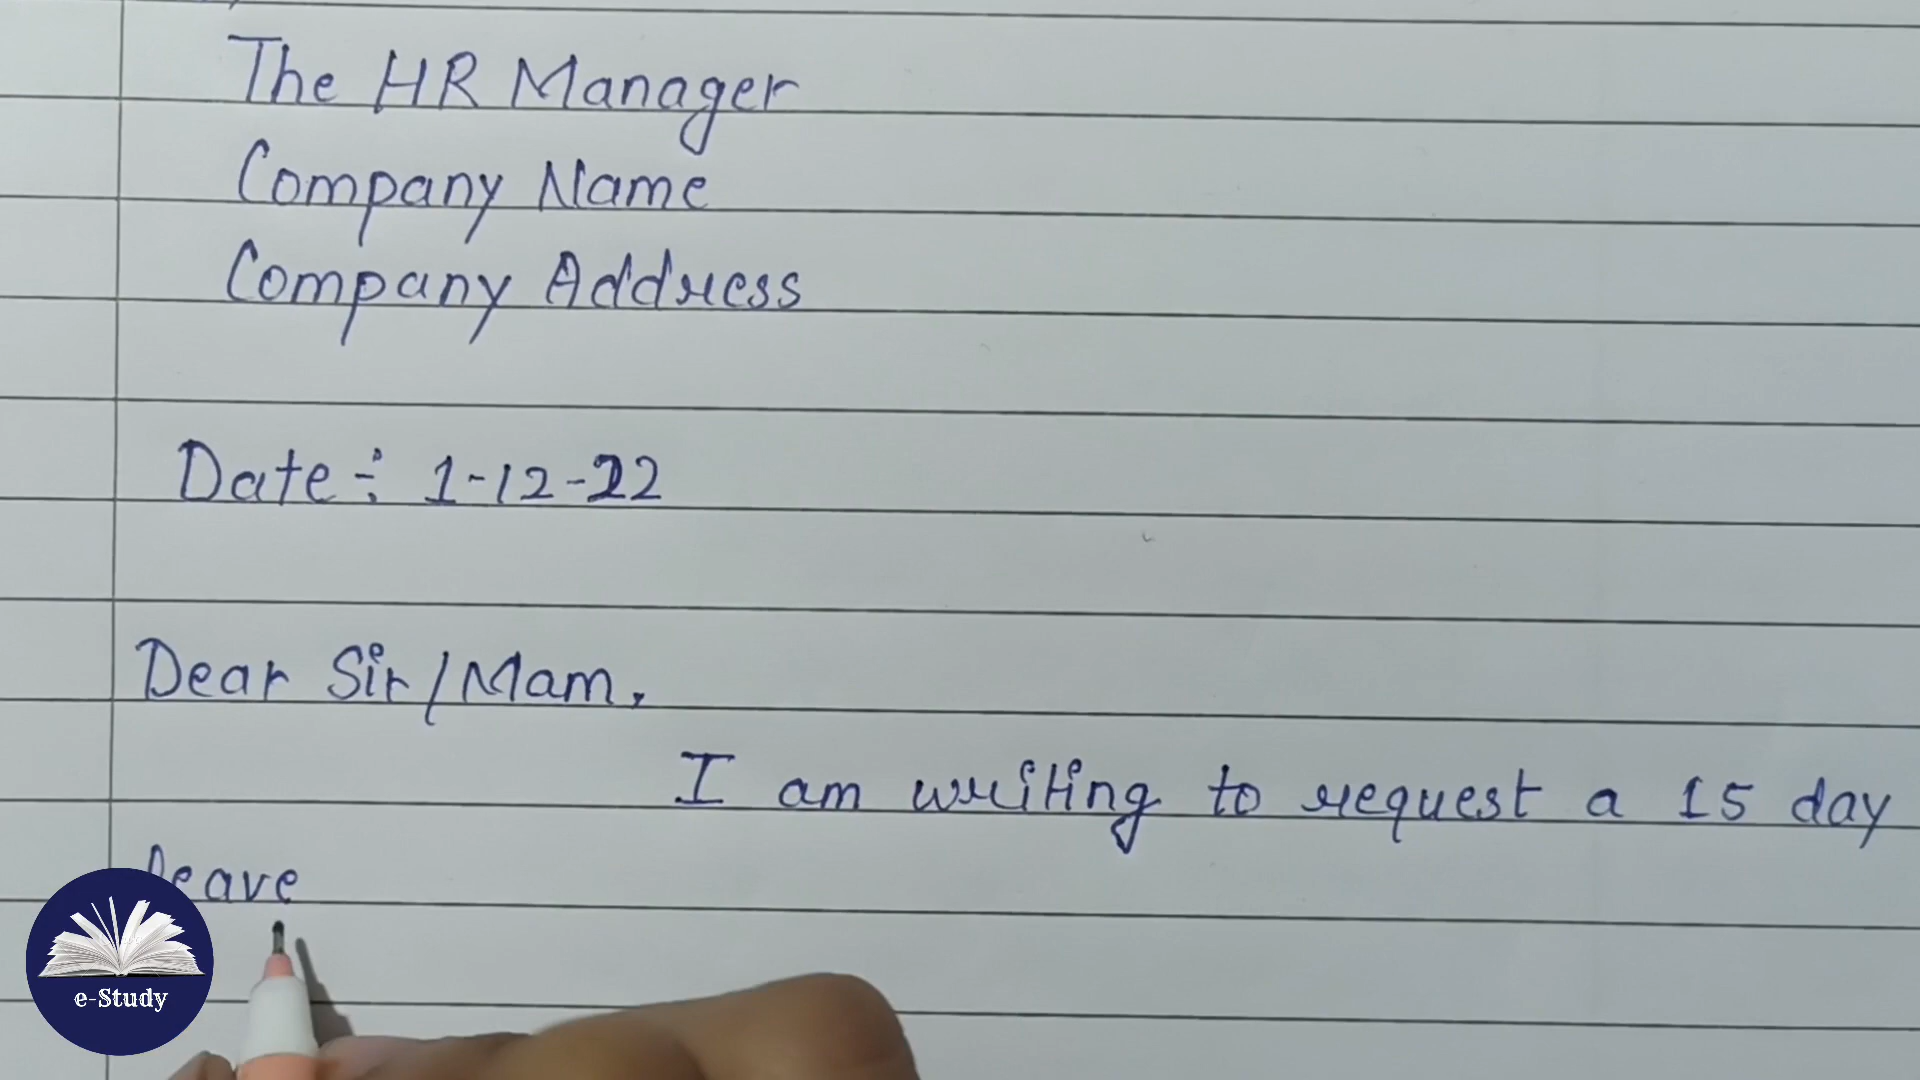 The HR Manager
Company Name
Company Address
Date ÷ 1-12-22
Dear Sir/Mam,
I am writing to request a 15 day
leave
e-Study